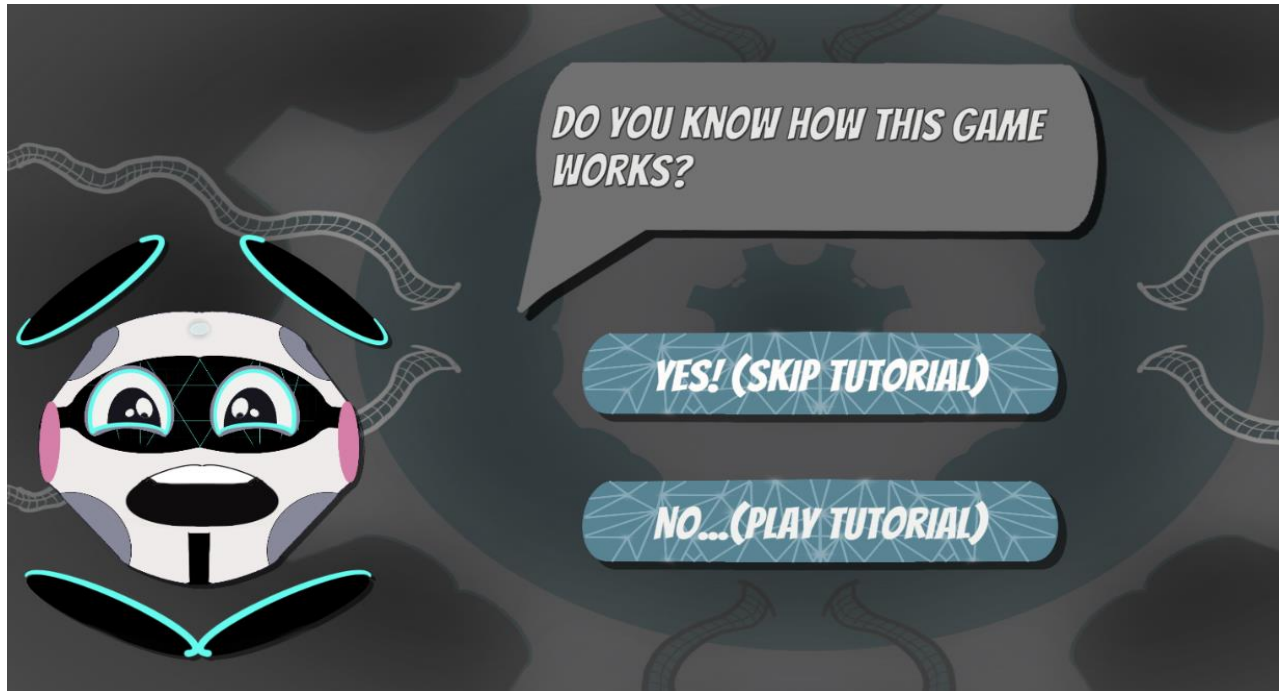 DO YOU KNOW HOW THIS GAME
WORKS?
YES! (SKIP TUTORIAL)
NO...(PLAY TUTORIAL)